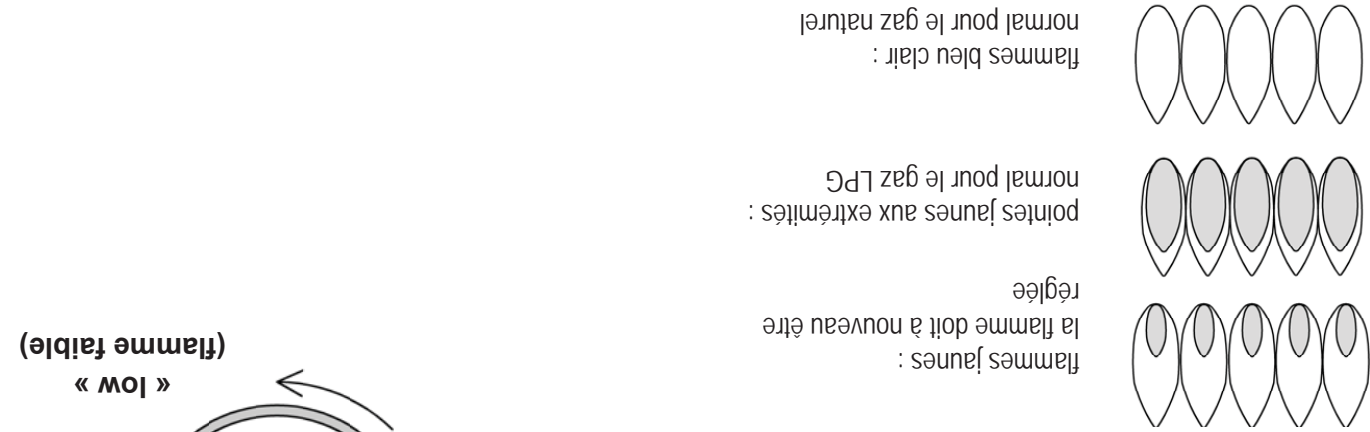 flammes jaunes :
la flamme doit à nouveau être
réglée
pointes jaunes aux extrémités :
normal pour le gaz LPG
flammes bleu clair :
normal pour le gaz naturel
« low »
(flamme faible)